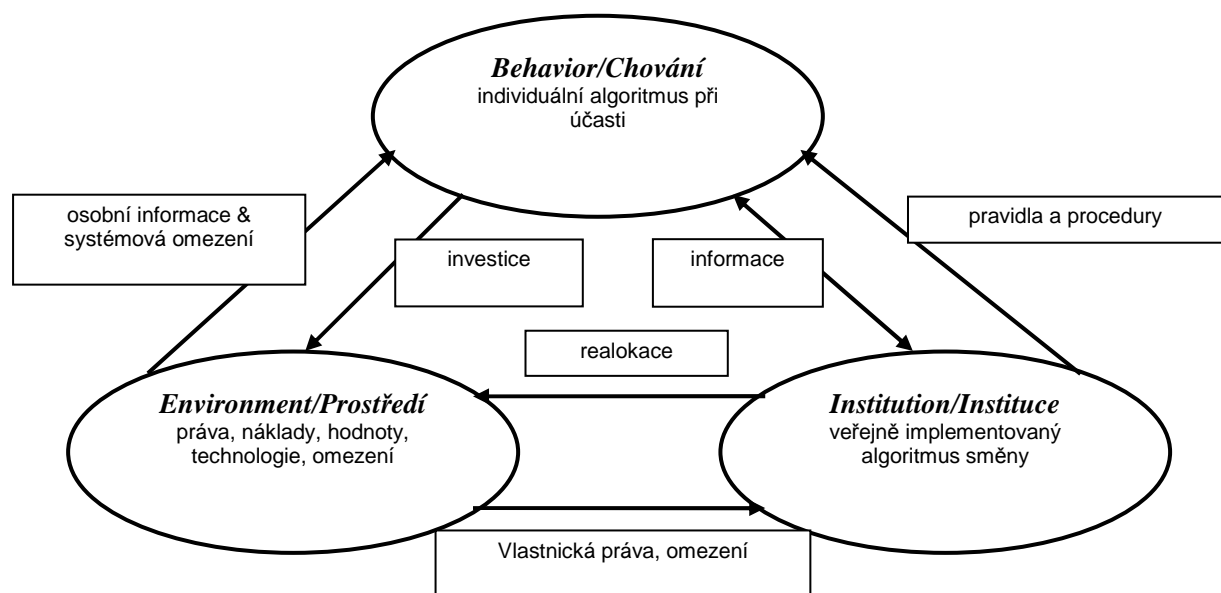 Behavior/Chování
individuální algoritmus při
účasti
osobní informace &
systémová omezení
pravidla a procedury
investice
informace
realokace
Environment/Prostředí
práva, náklady, hodnoty,
technologie, omezení
Institution/Instituce
veřejně implementovaný
algoritmus směny
Vlastnická práva, omezení